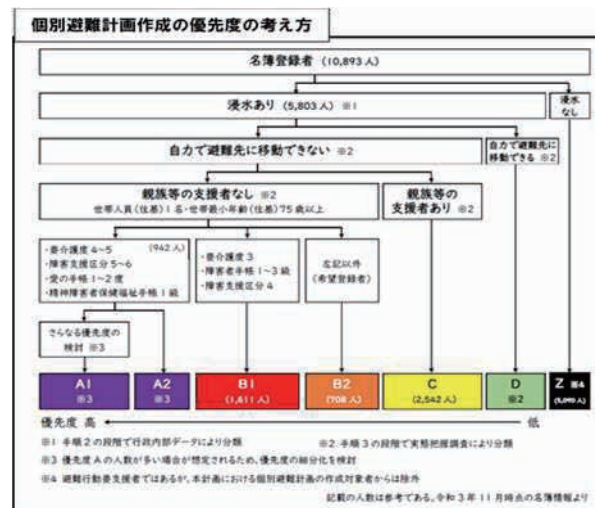 個別避難計画作成の優先度の考え方
名簿登録者 (10,893人)
浸水あり (5,803人) ※1
浸水
なし
自力で避難先に移動できない ※2
自力で避難先に
移動できる ※2
親族等の支援者なし ※2
世帯人員(住基)1名・世帯最小年齢(住基)75歳以上
親族等の
支援者あり ※2
・要介護度4~5 (942人)
・障害支援区分5~6
・愛の手帳1~2度
・精神障害者保健福祉手帳1級
・要介護度3
・障害者手帳1~3級
・障害支援区分4
左記以外
(希望登録者)
さらなる優先度の
検討 ※3
A1
※3
A2
※3
B1
(1,611人)
B2
(708人)
C
(2,542人)
D
※2
Z ※4
(5,090人)
優先度 高
低
※1 手順2の段階で行政内部データにより分類
※2 手順3の段階で実態把握調査により分類
※3 優先度Aの人数が多い場合が想定されるため、優先度の細分化を検討
※4 避難行動要支援者ではあるが、本計画における個別避難計画の作成対象者からは除外
記載の人数は参考である。令和3年11月時点の名簿情報より